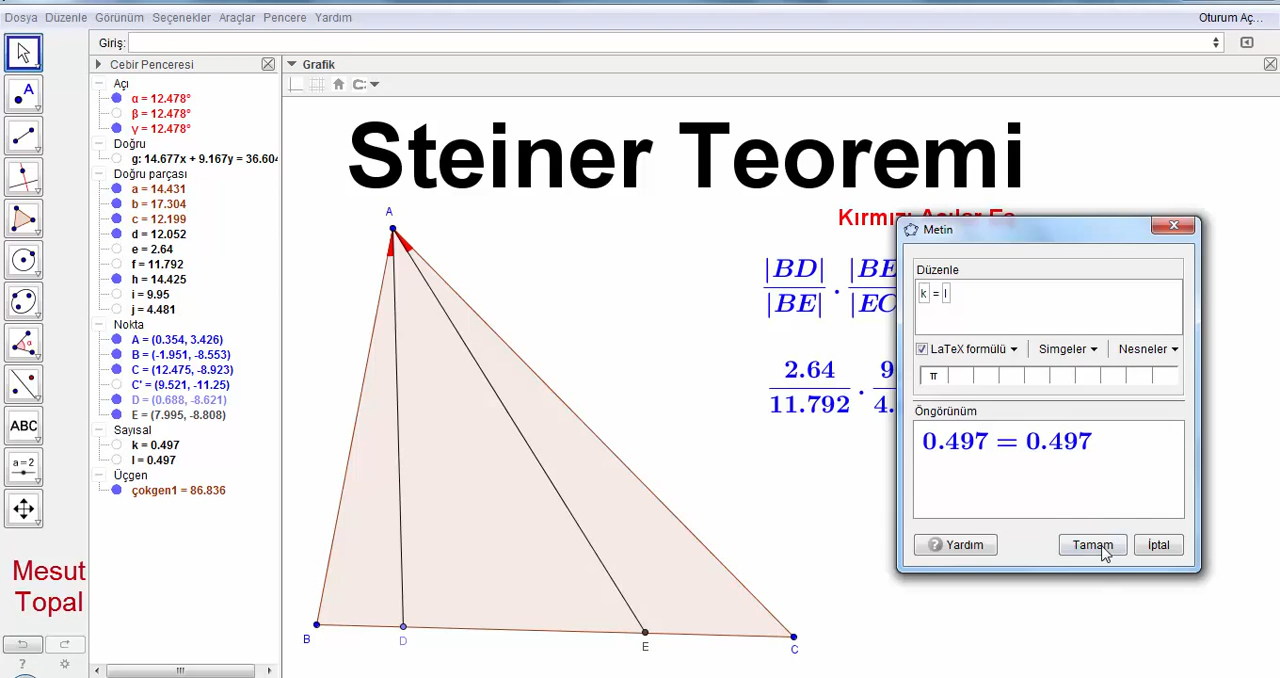 Dosya Düzenle Görünüm Seçenekler Araçlar Pencere Yardım
Oturum Aç...
Giriş:
Cebir Penceresi
Grafik
Açı
α = 12.478°
β = 12.478°
γ = 12.478°
Doğru
g: 14.677x + 9.167y = 36.604
Doğru parçası
a = 14.431
b = 17.304
c = 12.199
d = 12.052
e = 2.64
f = 11.792
h = 14.425
i = 9.95
j = 4.481
Nokta
A = (0.354, 3.426)
B = (-1.951, -8.553)
C = (12.475, -8.923)
C' = (9.521, -11.25)
D = (0.688, -8.621)
E = (7.995, -8.808)
Sayısal
k = 0.497
l = 0.497
Üçgen
çokgen1 = 86.836
A
ABC
a = 2
Mesut
Topal
Steiner Teoremi
Kırmızı Açılar Eş
|BD| / |BE| · |BE / |EC
2.64 / 11.792 · 9 / 4.
A
B
D
E
C
Metin
Düzenle
k = l
LaTeX formülü
Simgeler
Nesneler
π
Öngörünüm
0.497 = 0.497
Yardım
Tamam
İptal